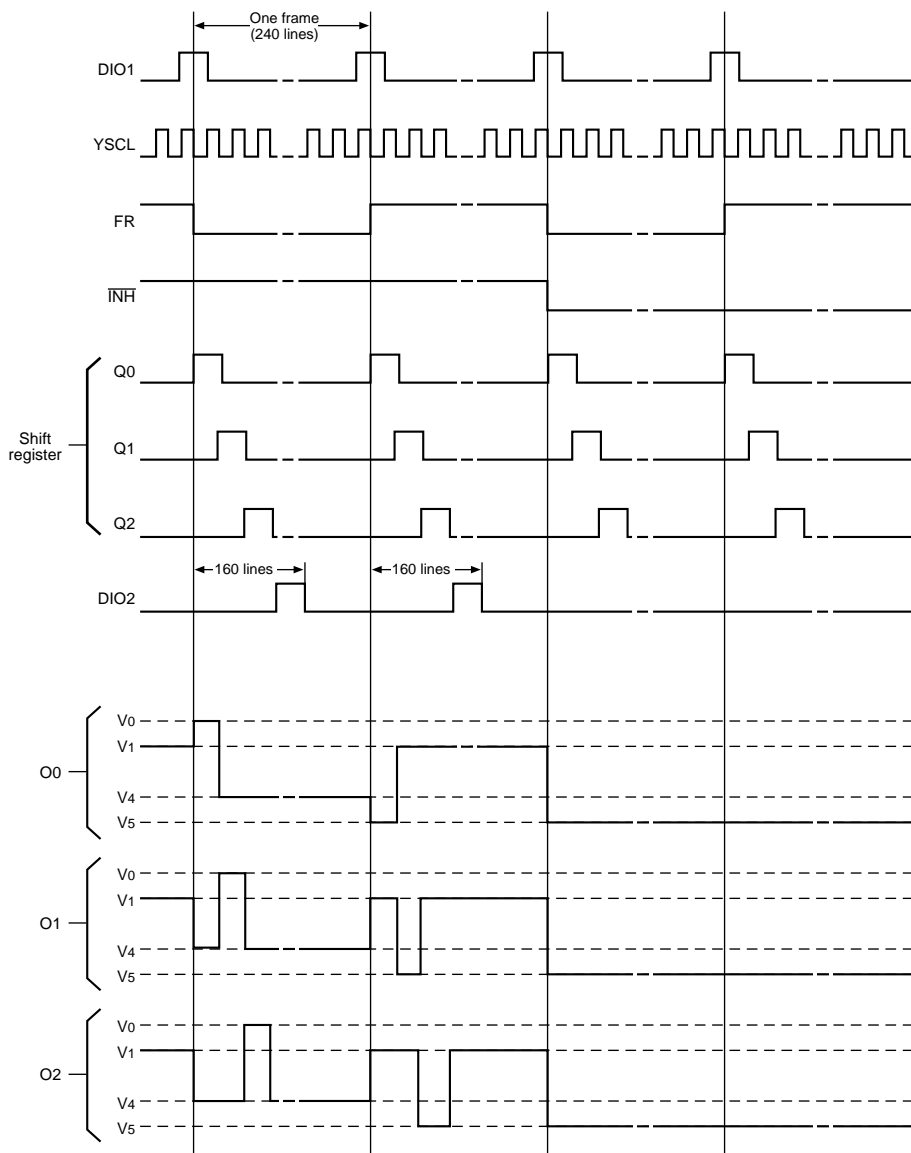 One frame
(240 lines)
DIO1
YSCL
FR
INH
Q0
Shift
register
Q1
Q2
160 lines
160 lines
DIO2
V0
V1
O0
V4
V5
V0
V1
O1
V4
V5
V0
V1
O2
V4
V5